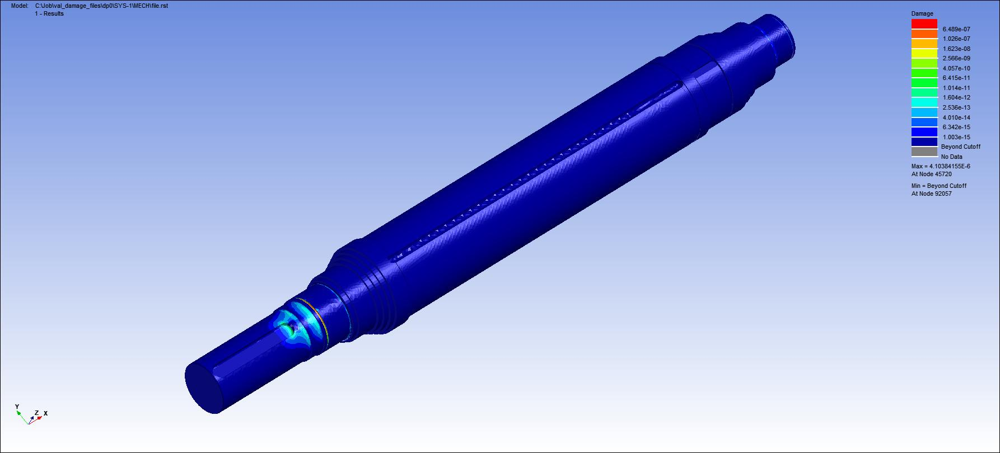 Model: C:\Job\val_damage_files\dp0\SYS-1\MECH\file.rst
1 - Results
Damage
6.489e-07
1.026e-07
1.623e-08
2.566e-09
4.057e-10
6.415e-11
1.014e-11
1.604e-12
2.536e-13
4.010e-14
6.342e-15
1.003e-15
Beyond Cutoff
No Data
Max = 4.10384155E-6
At Node 45720
Min = Beyond Cutoff
At Node 92057
Y
Z X